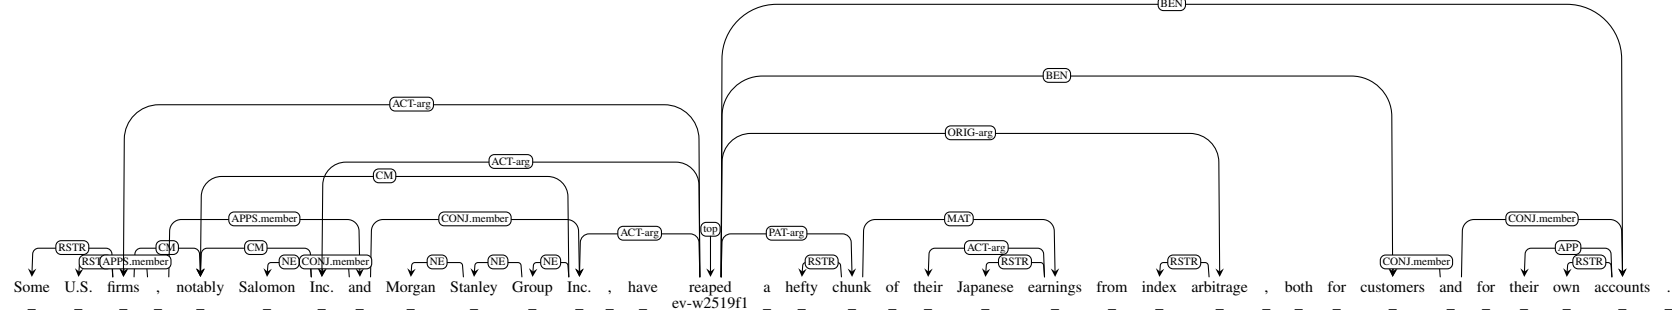 BEN
BEN
ACT-arg
ORIG-arg
ACT-arg
CM
APPS.member CONJ.member MAT CONJ.member
ACT-arg top PAT-arg
RSTR CM CM ACT-arg APP
APPS.member NE CONJ.member NE NE NE RSTR RSTR RSTR CONJ.member RSTR
Some U.S. firms , notably Salomon Inc. and Morgan Stanley Group Inc. , have reaped a hefty chunk of their Japanese earnings from index arbitrage , both for customers and for their own accounts .
ev-w2519f1
_ _ _ _ _ _ _ _ _ _ _ _ _ _ _ _ _ _ _ _ _ _ _ _ _ _ _ _ _ _ _ _ _ _ _